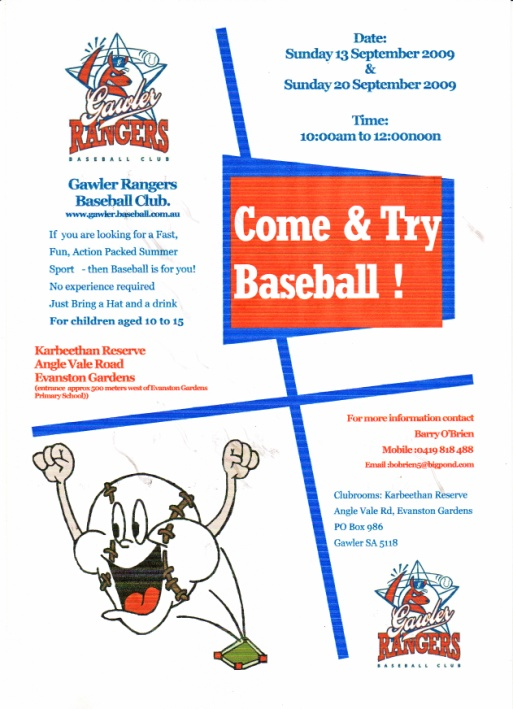 Gawler
RANGERS
BASEBALL CLUB
Gawler Rangers
Baseball Club.
www.gawler.baseball.com.au
If you are looking for a Fast,
Fun, Action Packed Summer
Sport - then Baseball is for you!
No experience required
Just Bring a Hat and a drink
For children aged 10 to 15
Karbeethan Reserve
Angle Vale Road
Evanston Gardens
(entrance approx 500 meters west of Evanston Gardens
Primary School))
Date:
Sunday 13 September 2009
&
Sunday 20 September 2009
Time:
10:00am to 12:00noon
Come & Try
Baseball !
For more information contact
Barry O'Brien
Mobile :0419 818 488
Email :bobrien5@bigpond.com
Clubrooms: Karbeethan Reserve
Angle Vale Rd, Evanston Gardens
PO Box 986
Gawler SA 5118
Gawler
RANGERS
BASEBALL CLUB